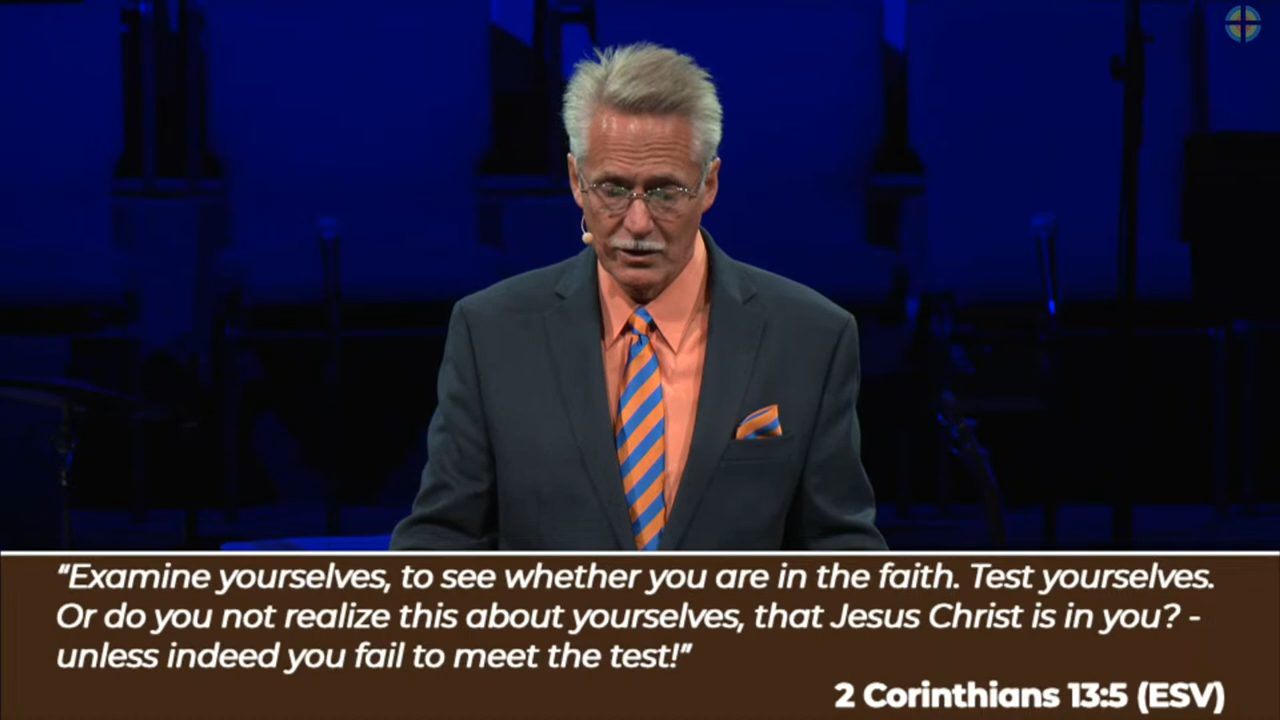 “Examine yourselves, to see whether you are in the faith. Test yourselves.
Or do you not realize this about yourselves, that Jesus Christ is in you? -
unless indeed you fail to meet the test!”
2 Corinthians 13:5 (ESV)